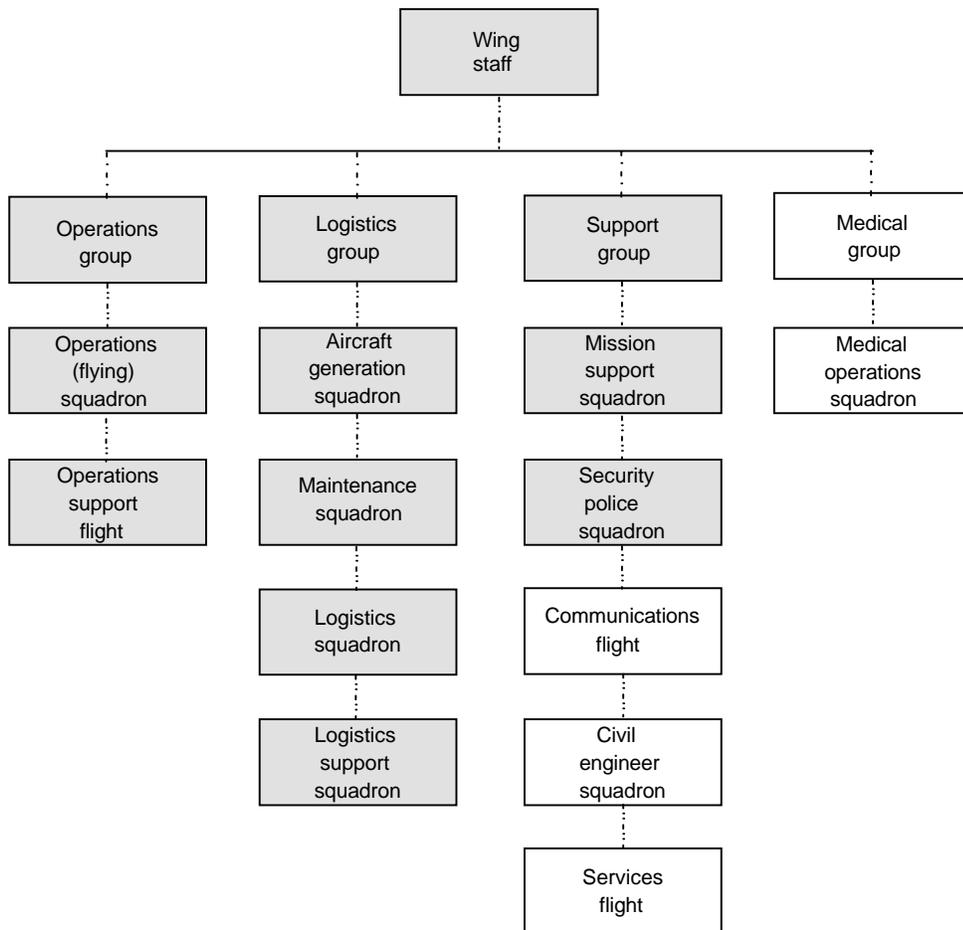 Wing
staff
Operations
group
Logistics
group
Support
group
Medical
group
Operations
(flying)
squadron
Aircraft
generation
squadron
Mission
support
squadron
Medical
operations
squadron
Operations
support
flight
Maintenance
squadron
Security
police
squadron
Logistics
squadron
Communications
flight
Logistics
support
squadron
Civil
engineer
squadron
Services
flight